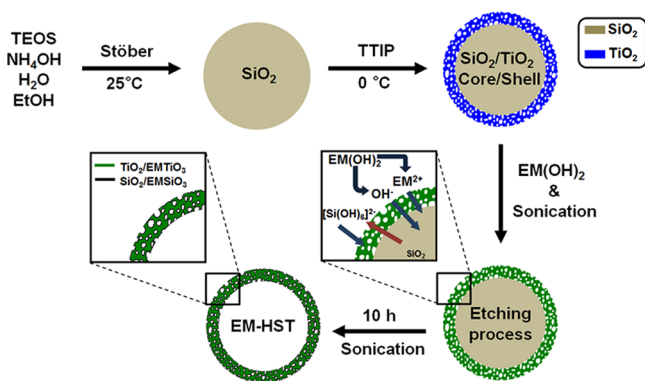 TEOS
NH4OH
H2O
EtOH
Stöber
25°C
SiO2
TTIP
0 °C
SiO2/TiO2
Core/Shell
SiO2
TiO2
EM(OH)2
&
Sonication
TiO2/EMTiO3
SiO2/EMSiO3
EM(OH)2
EM2+
OH-
[Si(OH)6]2-
SiO2
Etching
process
10 h
Sonication
EM-HST